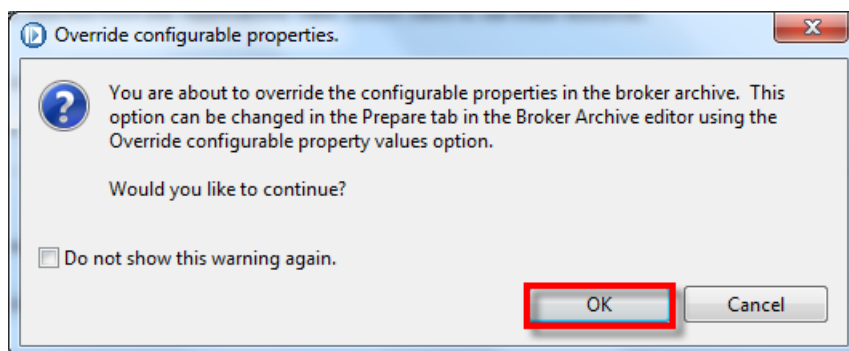 Override configurable properties.
You are about to override the configurable properties in the broker archive. This
option can be changed in the Prepare tab in the Broker Archive editor using the
Override configurable property values option.
Would you like to continue?
Do not show this warning again.
OK Cancel